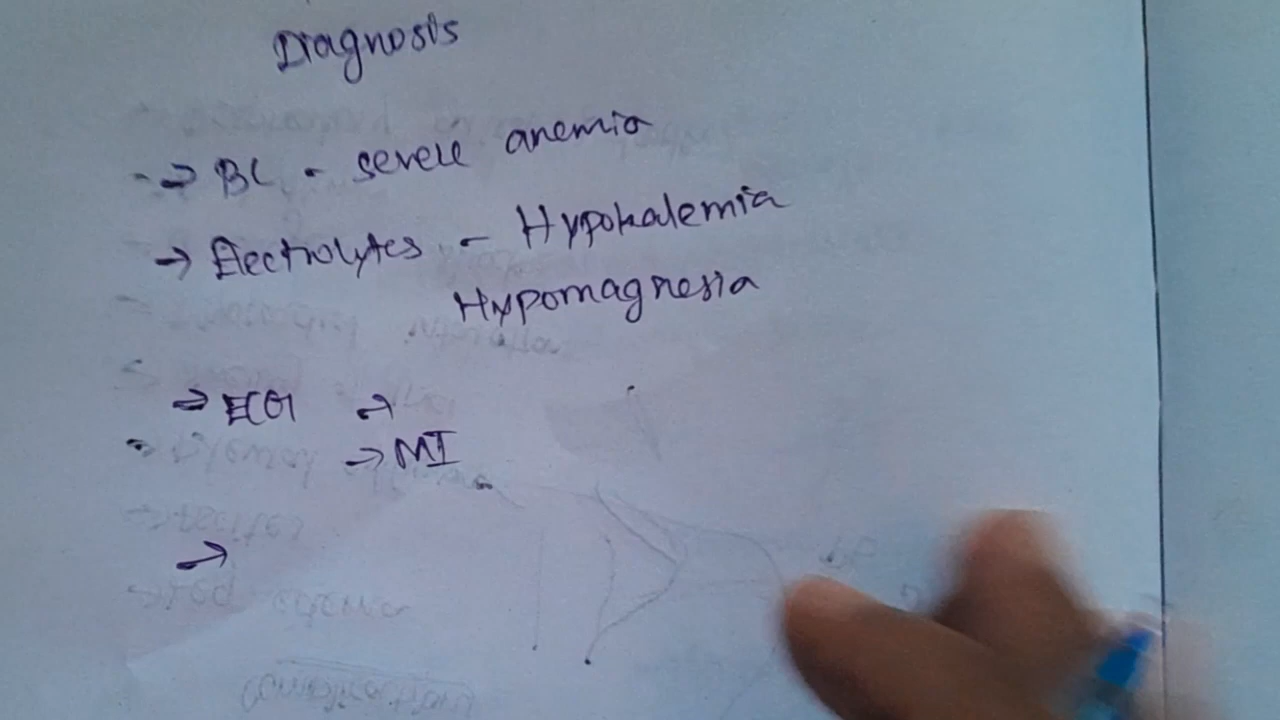 Diagnosis
→ BC - severe anemia
→ Electrolytes - Hypokalemia
Hypomagnesia
→ ECG →
→ MI
→